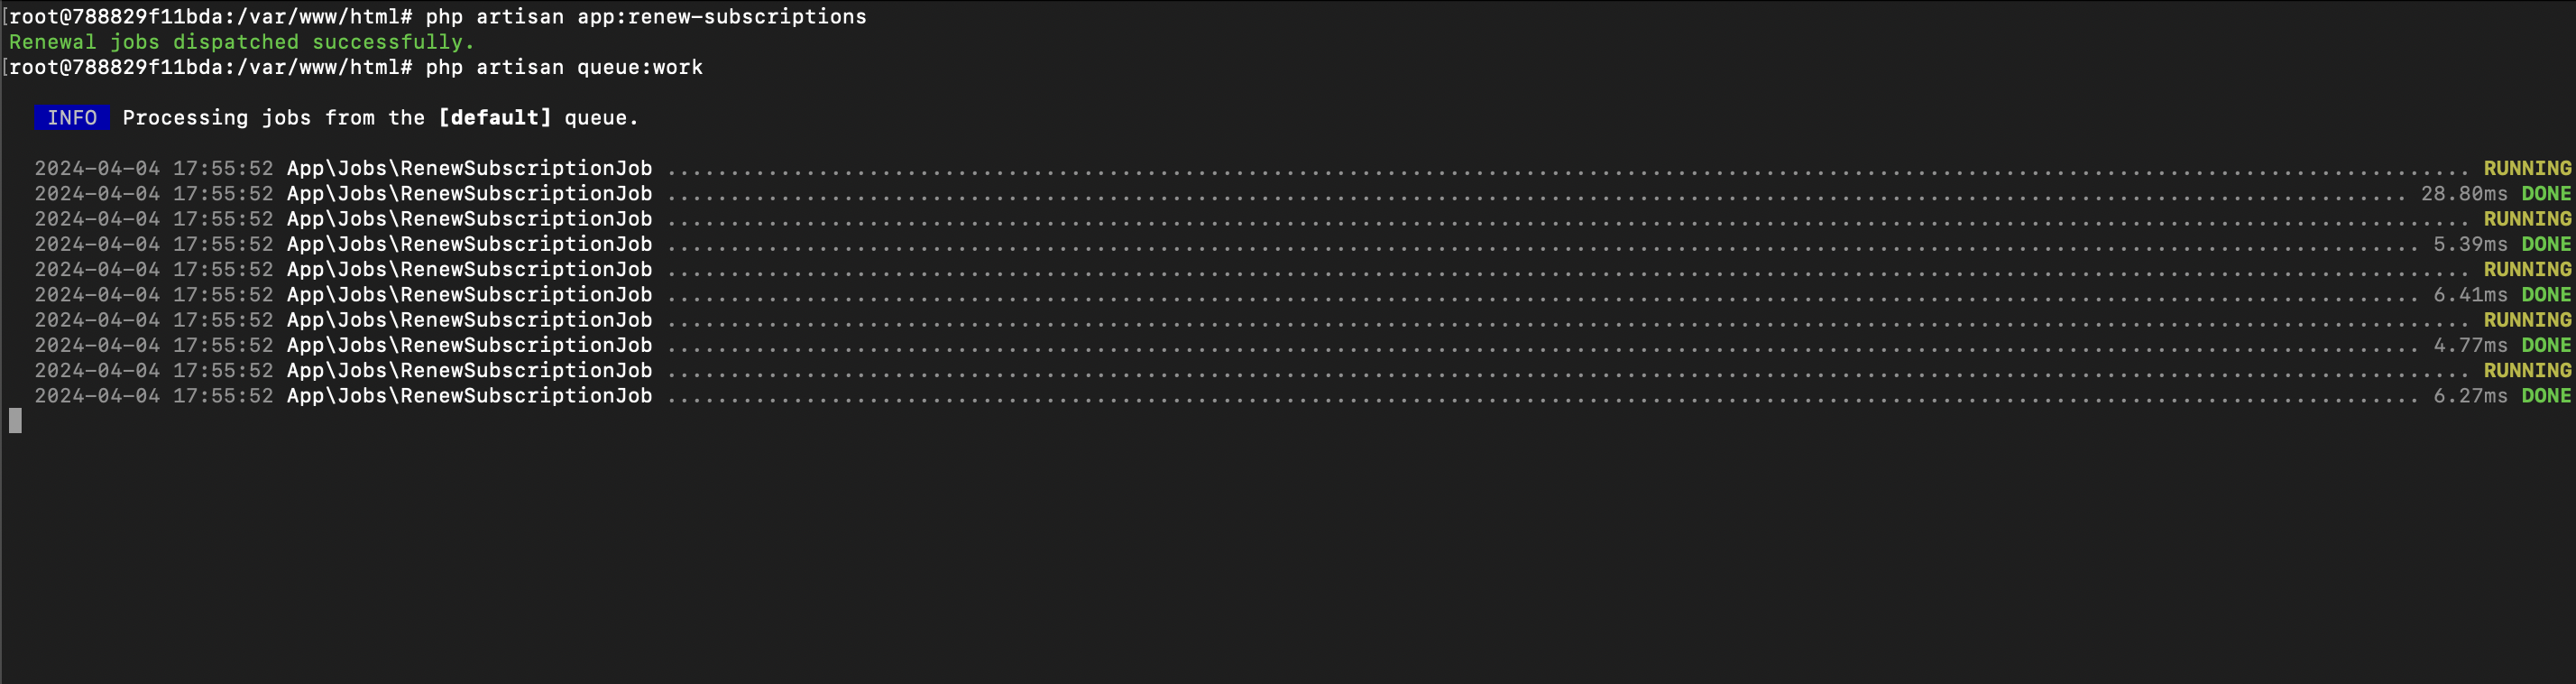 [root@788829f11bda:/var/www/html# php artisan app:renew-subscriptions
Renewal jobs dispatched successfully.
[root@788829f11bda:/var/www/html# php artisan queue:work
INFO Processing jobs from the [default] queue.
2024-04-04 17:55:52 App\Jobs\RenewSubscriptionJob ................................................................................................................................................ RUNNING
2024-04-04 17:55:52 App\Jobs\RenewSubscriptionJob ........................................................................................................................................... 28.80ms DONE
2024-04-04 17:55:52 App\Jobs\RenewSubscriptionJob ................................................................................................................................................ RUNNING
2024-04-04 17:55:52 App\Jobs\RenewSubscriptionJob ............................................................................................................................................ 5.39ms DONE
2024-04-04 17:55:52 App\Jobs\RenewSubscriptionJob ................................................................................................................................................ RUNNING
2024-04-04 17:55:52 App\Jobs\RenewSubscriptionJob ............................................................................................................................................ 6.41ms DONE
2024-04-04 17:55:52 App\Jobs\RenewSubscriptionJob ................................................................................................................................................ RUNNING
2024-04-04 17:55:52 App\Jobs\RenewSubscriptionJob ............................................................................................................................................ 4.77ms DONE
2024-04-04 17:55:52 App\Jobs\RenewSubscriptionJob ................................................................................................................................................ RUNNING
2024-04-04 17:55:52 App\Jobs\RenewSubscriptionJob ............................................................................................................................................ 6.27ms DONE